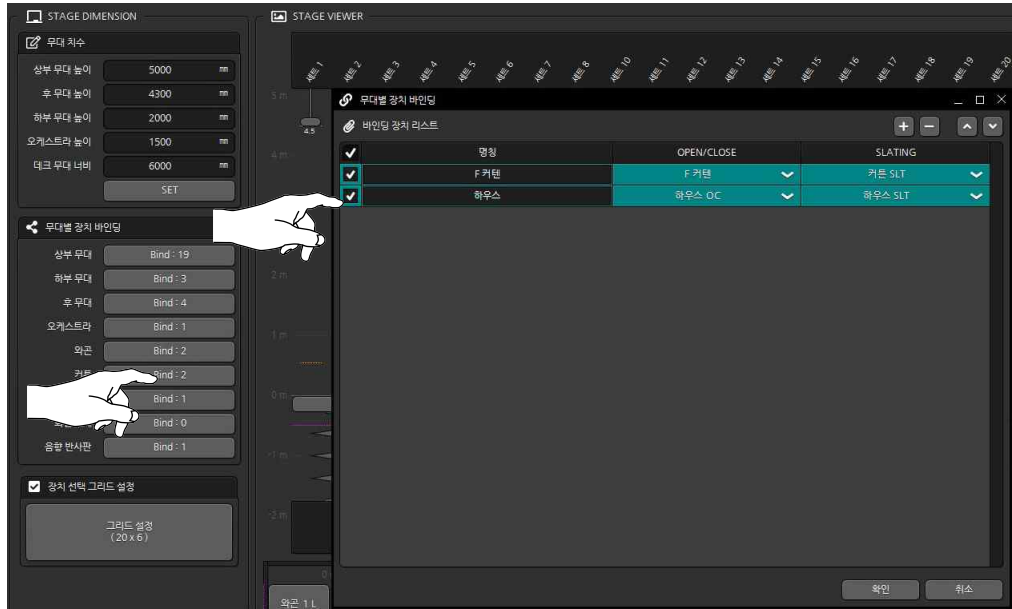 STAGE DIMENSION
무대 치수
상부 무대 높이 5000 mm
후 무대 높이 4300 mm
하부 무대 높이 2000 mm
오케스트라 높이 1500 mm
데크 무대 너비 6000 mm
SET
무대별 장치 바인딩
상부 무대 Bind : 19
하부 무대 Bind : 3
후 무대 Bind : 4
오케스트라 Bind : 1
와곤 Bind : 2
커튼 Bind : 2
Bind : 1
Bind : 0
음향 반사판 Bind : 1
장치 선택 그리드 설정
그리드 설정
( 20 x 6 )
STAGE VIEWER
세트 1 세트 2 세트 3 세트 4 세트 5 세트 6 세트 7 세트 8 세트 10 세트 11 세트 12 세트 13 세트 14 세트 15 세트 16 세트 17 세트 18 세트 19 세트 20
5 m
4.5
4 m
2 m
1 m
0 m
-1 m
-2 m
0
와곤 1 L
무대별 장치 바인딩
바인딩 장치 리스트
명칭 OPEN/CLOSE SLATING
F 커텐 F 커텐 커튼 SLT
하우스 하우스 OC 하우스 SLT
확인 취소